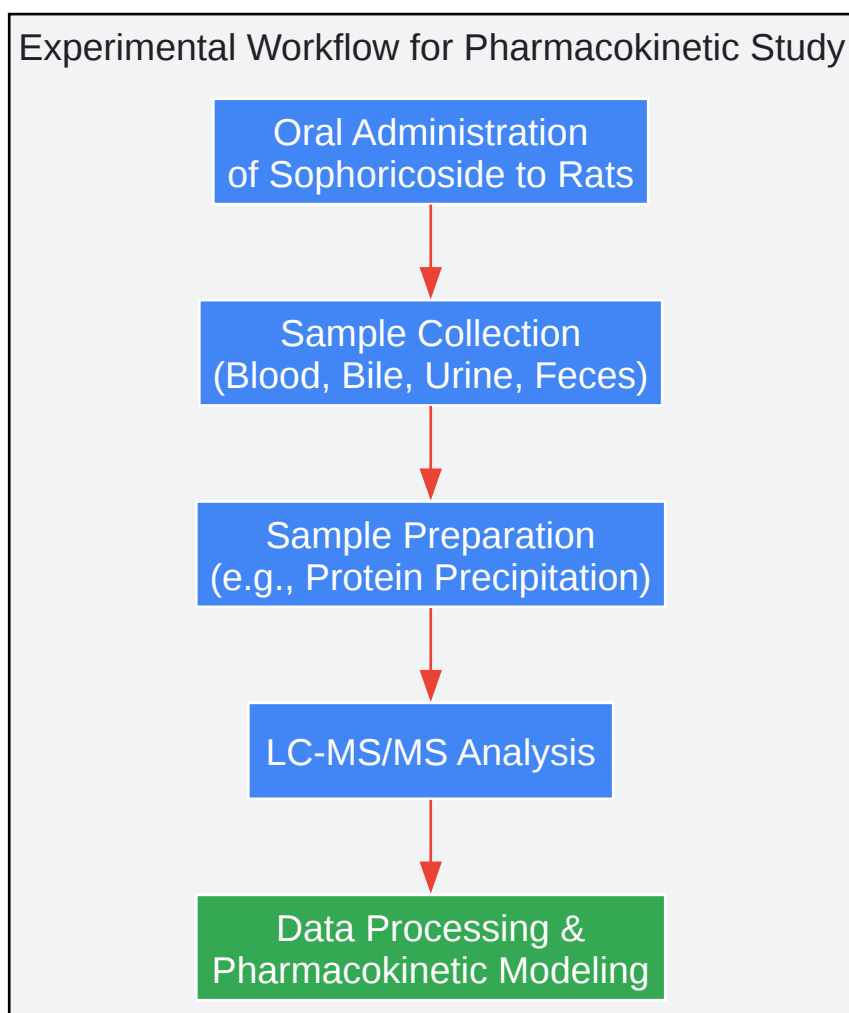 Experimental Workflow for Pharmacokinetic Study
Oral Administration
of Sophoricoside to Rats
Sample Collection
(Blood, Bile, Urine, Feces)
Sample Preparation
(e.g., Protein Precipitation)
LC-MS/MS Analysis
Data Processing &
Pharmacokinetic Modeling